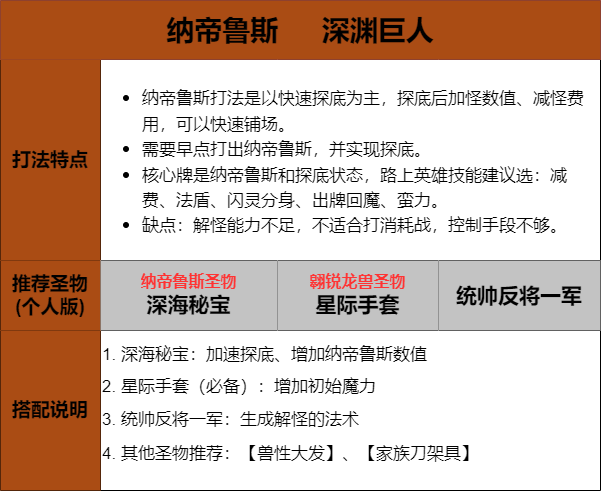 纳帝鲁斯 深渊巨人
打法特点
纳帝鲁斯打法是以快速探底为主，探底后加怪数值、减怪费
用，可以快速铺场。
需要早点打出纳帝鲁斯，并实现探底。
核心牌是纳帝鲁斯和探底状态，路上英雄技能建议选：减
费、法盾、闪灵分身、出牌回魔、蛮力。
缺点：解怪能力不足，不适合打消耗战，控制手段不够。
推荐圣物
(个人版)
纳帝鲁斯圣物
深海秘宝
翱锐龙兽圣物
星际手套
统帅反将一军
搭配说明
1. 深海秘宝：加速探底、增加纳帝鲁斯数值
2. 星际手套（必备）：增加初始魔力
3. 统帅反将一军：生成解怪的法术
4. 其他圣物推荐：【兽性大发】、【家族刀架具】